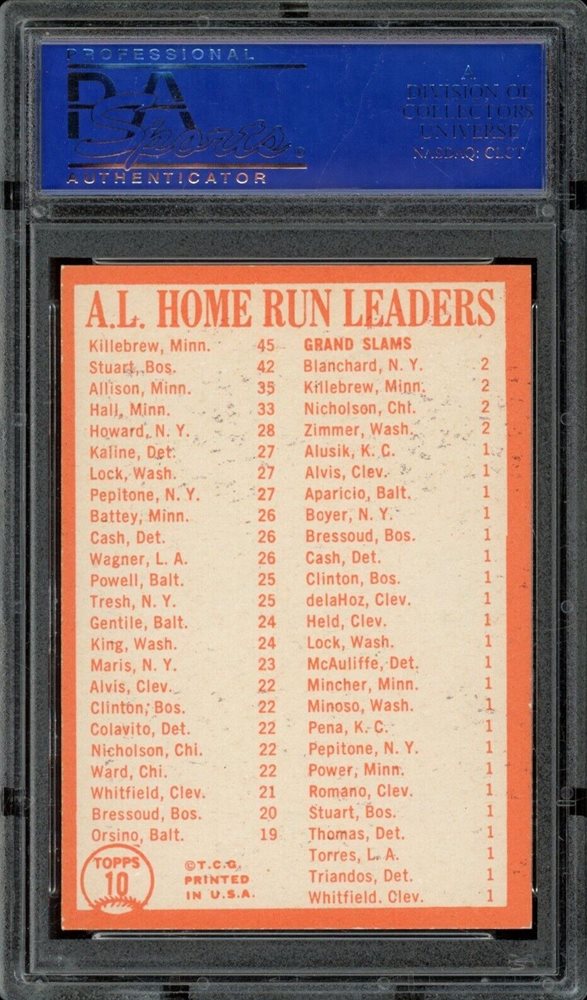 PROFESSIONAL
PSA
Sports
AUTHENTICATOR
A
DIVISION OF
COLLECTORS
UNIVERSE
NASDAQ: CLCT
A.L. HOME RUN LEADERS
Killebrew, Minn. 45
Stuart, Bos. 42
Allison, Minn. 35
Hall, Minn. 33
Howard, N. Y. 28
Kaline, Det. 27
Lock, Wash. 27
Pepitone, N. Y. 27
Battey, Minn. 26
Cash, Det. 26
Wagner, L. A. 26
Powell, Balt. 25
Tresh, N. Y. 25
Gentile, Balt. 24
King, Wash. 24
Maris, N. Y. 23
Alvis, Clev. 22
Clinton, Bos. 22
Colavito, Det. 22
Nicholson, Chi. 22
Ward, Chi. 22
Whitfield, Clev. 21
Bressoud, Bos. 20
Orsino, Balt. 19
GRAND SLAMS
Blanchard, N. Y. 2
Killebrew, Minn. 2
Nicholson, Chi. 2
Zimmer, Wash. 2
Alusik, K. C. 1
Alvis, Clev. 1
Aparicio, Balt. 1
Boyer, N. Y. 1
Bressoud, Bos. 1
Cash, Det. 1
Clinton, Bos. 1
delaHoz, Clev. 1
Held, Clev. 1
Lock, Wash. 1
McAuliffe, Det. 1
Mincher, Minn. 1
Minoso, Wash. 1
Pena, K. C. 1
Pepitone, N. Y. 1
Power, Minn. 1
Romano, Clev. 1
Stuart, Bos. 1
Thomas, Det. 1
Torres, L. A. 1
Triandos, Det. 1
Whitfield. Clev. 1
TOPPS
10
©T.C.G.
PRINTED
IN U.S.A.